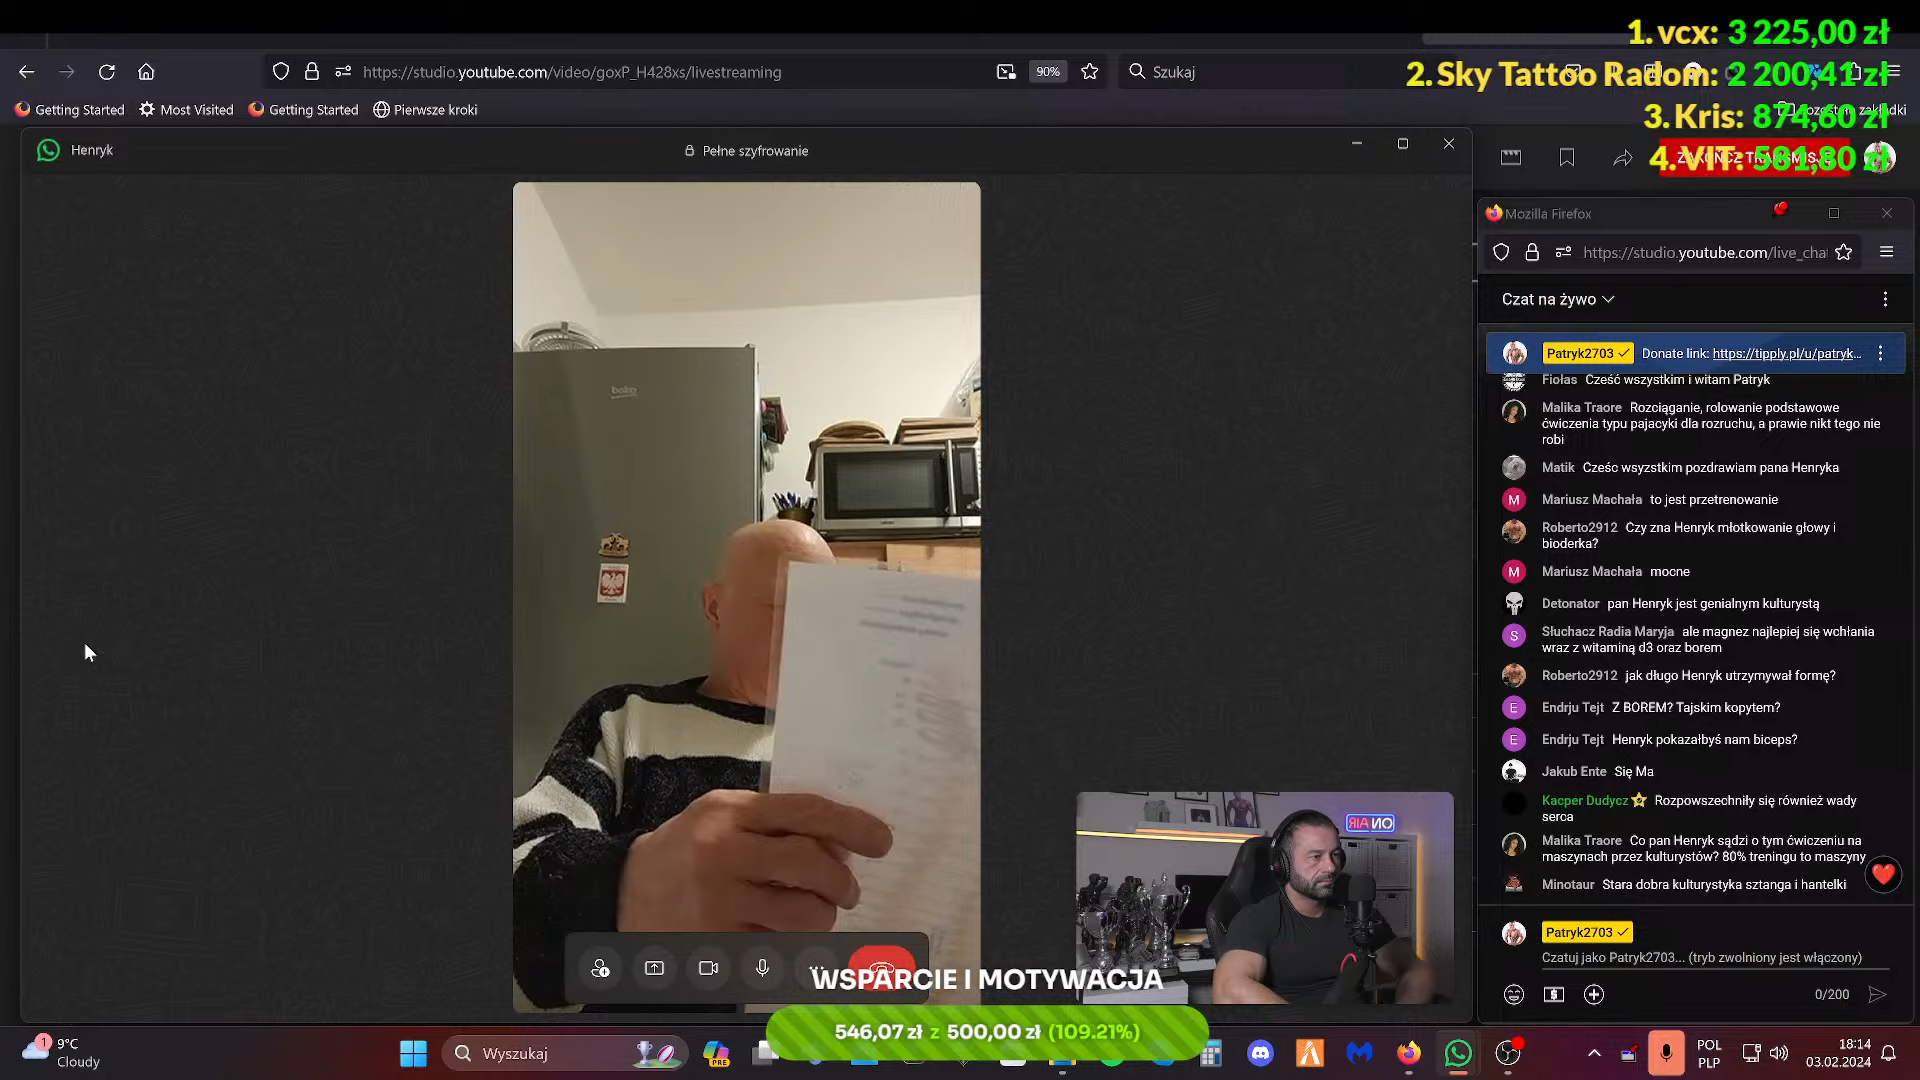 1. vcx: 3 225,00 zł
2. Sky Tattoo Radom: 2 200,41 zł
3. Kris: 874,60 zł
4. VIT: 581,80 zł
https://studio.youtube.com/video/goxP_H428xs/livestreaming
90%
Szukaj
Getting Started
Most Visited
Getting Started
Pierwsze kroki
Henryk
Pełne szyfrowanie
beko
ON AIR
Mozilla Firefox
https://studio.youtube.com/live_cha
Czat na żywo
Patryk2703 Donate link: https://tipply.pl/u/patryk...
Fiołas Cześć wszystkim i witam Patryk
Malika Traore Rozciąganie, rolowanie podstawowe
ćwiczenia typu pajacyki dla rozruchu, a prawie nikt tego nie
robi
Matik Cześc wsyzstkim pozdrawiam pana Henryka
M
Mariusz Machała to jest przetrenowanie
Roberto2912 Czy zna Henryk młotkowanie głowy i
bioderka?
M
Mariusz Machała mocne
Detonator pan Henryk jest genialnym kulturystą
S
Słuchacz Radia Maryja ale magnez najlepiej się wchłania
wraz z witaminą d3 oraz borem
Roberto2912 jak długo Henryk utrzymywał formę?
E
Endrju Tejt Z BOREM? Tajskim kopytem?
E
Endrju Tejt Henryk pokazałbyś nam biceps?
Jakub Ente Się Ma
Kacper Dudycz Rozpowszechniły się również wady
serca
Malika Traore Co pan Henryk sądzi o tym ćwiczeniu na
maszynach przez kulturystów? 80% treningu to maszyny
Minotaur Stara dobra kulturystyka sztanga i hantelki
Patryk2703
Czatuj jako Patryk2703... (tryb zwolniony jest włączony)
0/200
WSPARCIE I MOTYWACJA
546,07 zł z 500,00 zł (109.21%)
1
9°C
Cloudy
Wyszukaj
PRE
POL
PLP
18:14
03.02.2024